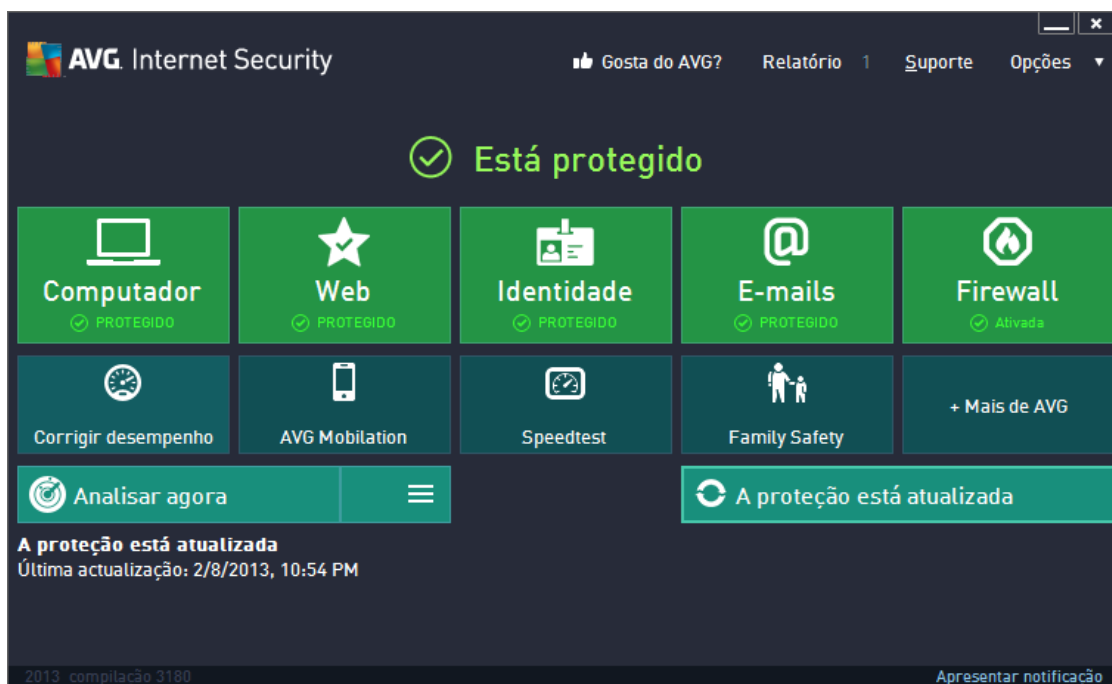 AVG. Internet Security
Gosta do AVG? Relatório 1 Suporte Opções
Está protegido
Computador Web Identidade E-mails Firewall
PROTEGIDO PROTEGIDO PROTEGIDO PROTEGIDO Ativada
Corrigir desempenho AVG Mobilation Speedtest Family Safety + Mais de AVG
Analisar agora A proteção está atualizada
A proteção está atualizada
Última actualização: 2/8/2013, 10:54 PM
2013 compilação 3180 Apresentar notificação